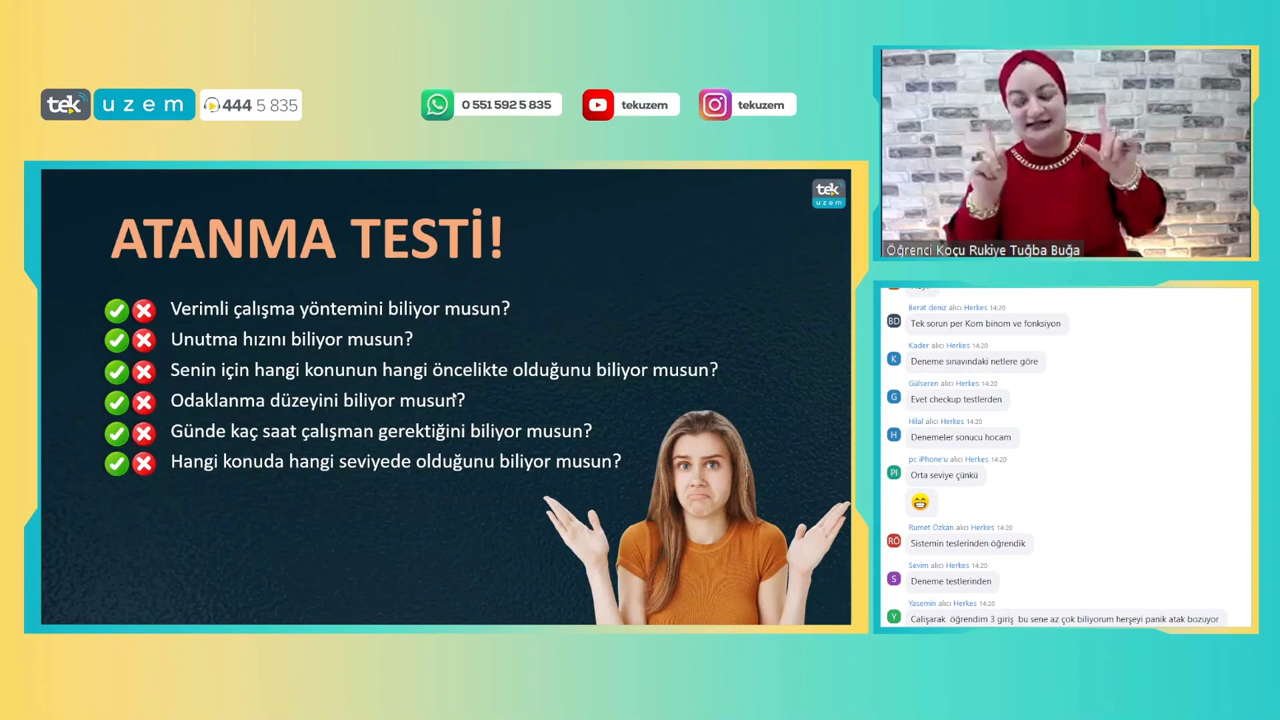 tek uzem 444 5 835
0 551 592 5 835
tekuzem
tekuzem
tek
uzem
ATANMA TESTİ!
Verimli çalışma yöntemini biliyor musun?
Unutma hızını biliyor musun?
Senin için hangi konunun hangi öncelikte olduğunu biliyor musun?
Odaklanma düzeyini biliyor musun?
Günde kaç saat çalışman gerektiğini biliyor musun?
Hangi konuda hangi seviyede olduğunu biliyor musun?
Öğrenci Koçu Rukiye Tuğba Buğa
Berat deniz alıcı Herkes 14:20
BD Tek sorun per Kom binom ve fonksiyon
Kader alıcı Herkes 14:20
K Deneme sınavındaki netlere göre
Gülseren alıcı Herkes 14:20
G Evet checkup testlerden
Hilal alıcı Herkes 14:20
H Denemeler sonucu hocam
pc iPhone'u alıcı Herkes 14:20
PI Orta seviye çünkü
Rumet Özkan alıcı Herkes 14:20
RÖ Sistemin teslerinden öğrendik
Sevim alıcı Herkes 14:20
S Deneme testlerinden
Yasemin alıcı Herkes 14:20
Y Calişarak öğrendim 3 giriş bu sene az çok biliyorum herşeyi panik atak bozuyor